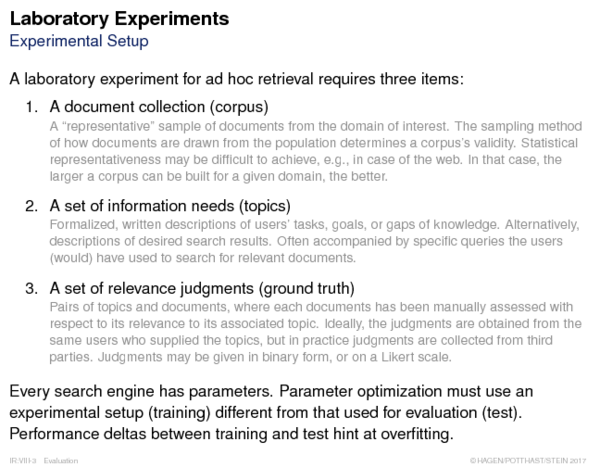 Laboratory Experiments
Experimental Setup
A laboratory experiment for ad hoc retrieval requires three items:
1. A document collection (corpus)
A “representative” sample of documents from the domain of interest. The sampling method
of how documents are drawn from the population determines a corpus’s validity. Statistical
representativeness may be difficult to achieve, e.g., in case of the web. In that case, the
larger a corpus can be built for a given domain, the better.
2. A set of information needs (topics)
Formalized, written descriptions of users’ tasks, goals, or gaps of knowledge. Alternatively,
descriptions of desired search results. Often accompanied by specific queries the users
(would) have used to search for relevant documents.
3. A set of relevance judgments (ground truth)
Pairs of topics and documents, where each documents has been manually assessed with
respect to its relevance to its associated topic. Ideally, the judgments are obtained from the
same users who supplied the topics, but in practice judgments are collected from third
parties. Judgments may be given in binary form, or on a Likert scale.
Every search engine has parameters. Parameter optimization must use an
experimental setup (training) different from that used for evaluation (test).
Performance deltas between training and test hint at overfitting.
IR:VIII-3 Evaluation ©HAGEN/POTTHAST/STEIN 2017